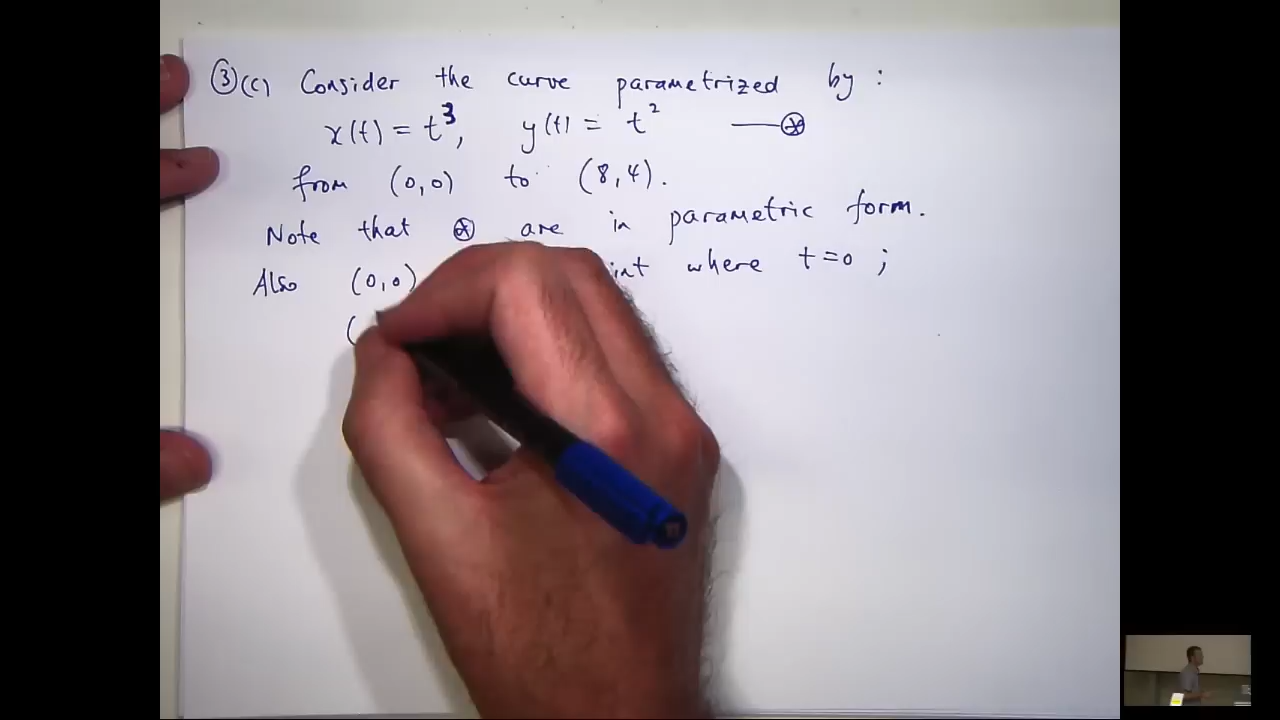 ③(c) Consider the curve parametrized by :
x(t) = t³, y(t) = t² —⊛
from (0,0) to (8,4).
Note that ⊛ are in parametric form.
Also (0,0) where t=0 ;
(